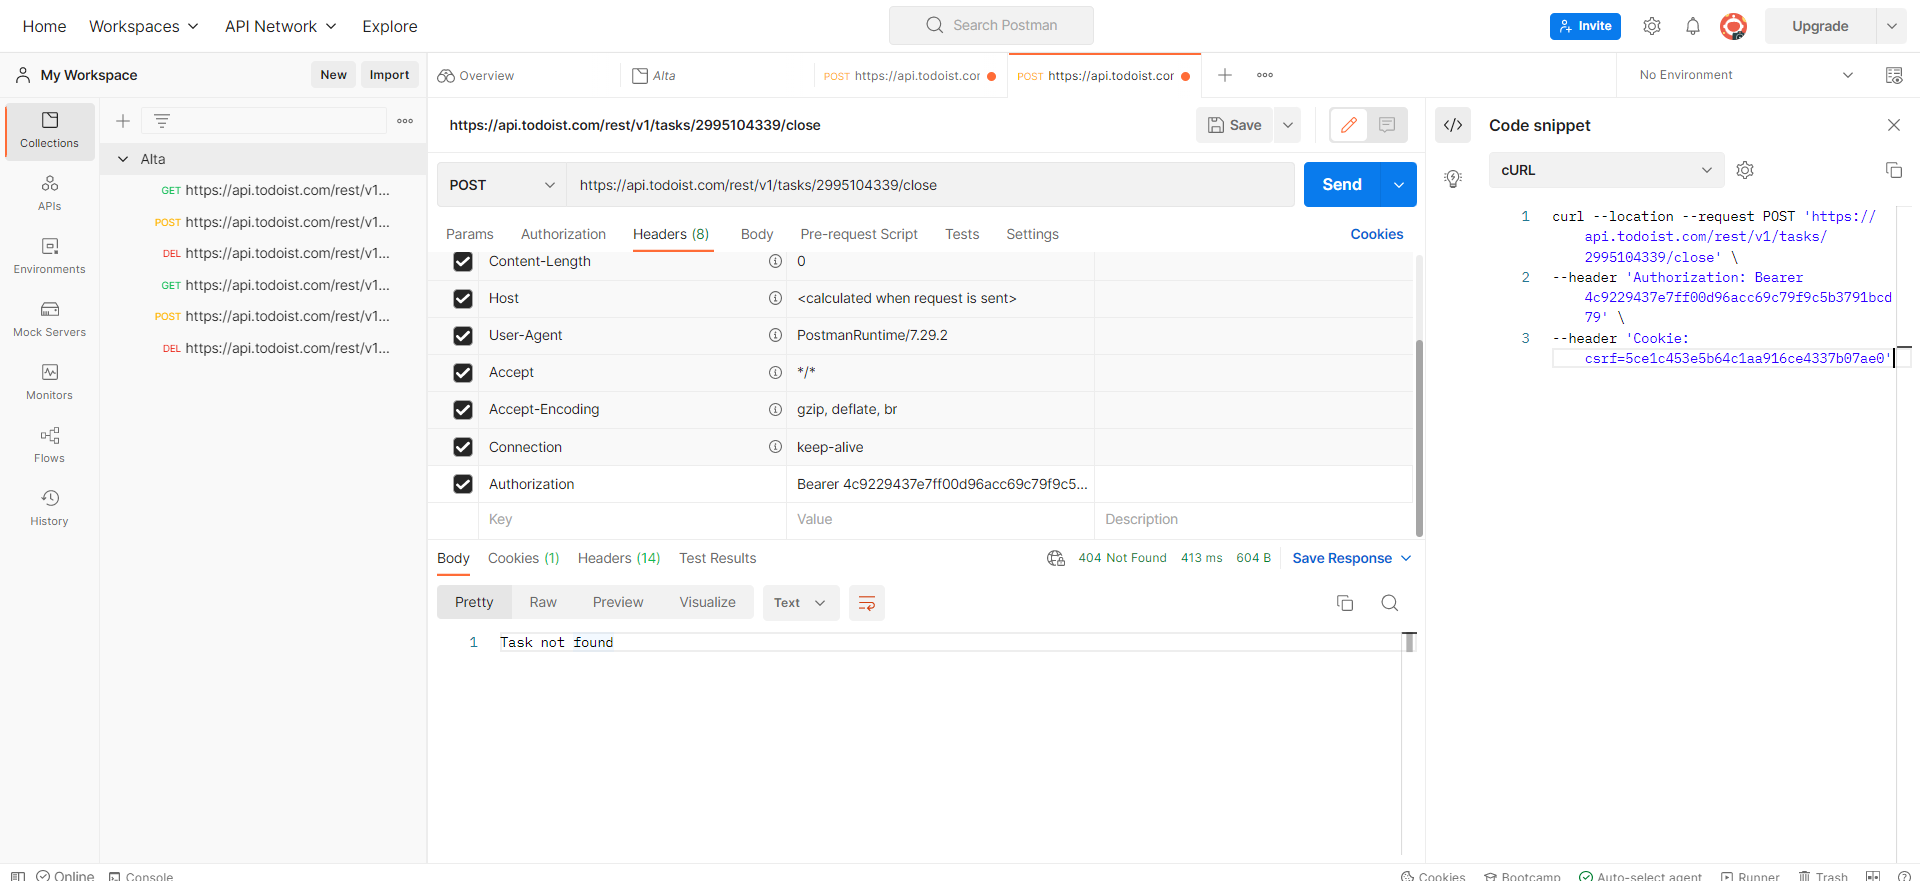 Home Workspaces API Network Explore Search Postman Invite Upgrade
My Workspace New Import Overview Alta POST https://api.todoist.cor POST https://api.todoist.cor No Environment
Collections
APIs
Environments
Mock Servers
Monitors
Flows
History
Alta
GET https://api.todoist.com/rest/v1...
POST https://api.todoist.com/rest/v1...
DEL https://api.todoist.com/rest/v1...
GET https://api.todoist.com/rest/v1...
POST https://api.todoist.com/rest/v1...
DEL https://api.todoist.com/rest/v1...
https://api.todoist.com/rest/v1/tasks/2995104339/close Save
POST https://api.todoist.com/rest/v1/tasks/2995104339/close Send
Params Authorization Headers (8) Body Pre-request Script Tests Settings Cookies
Content-Length 0
Host <calculated when request is sent>
User-Agent PostmanRuntime/7.29.2
Accept */*
Accept-Encoding gzip, deflate, br
Connection keep-alive
Authorization Bearer 4c9229437e7ff00d96acc69c79f9c5...
Key Value Description
Body Cookies (1) Headers (14) Test Results 404 Not Found 413 ms 604 B Save Response
Pretty Raw Preview Visualize Text
1 Task not found
</> Code snippet
cURL
1 curl --location --request POST 'https://
api.todoist.com/rest/v1/tasks/
2995104339/close' \
2 --header 'Authorization: Bearer
4c9229437e7ff00d96acc69c79f9c5b3791bcd
79' \
3 --header 'Cookie:
csrf=5ce1c453e5b64c1aa916ce4337b07ae0'
Online Console Cookies Bootcamp Auto-select agent Runner Trash